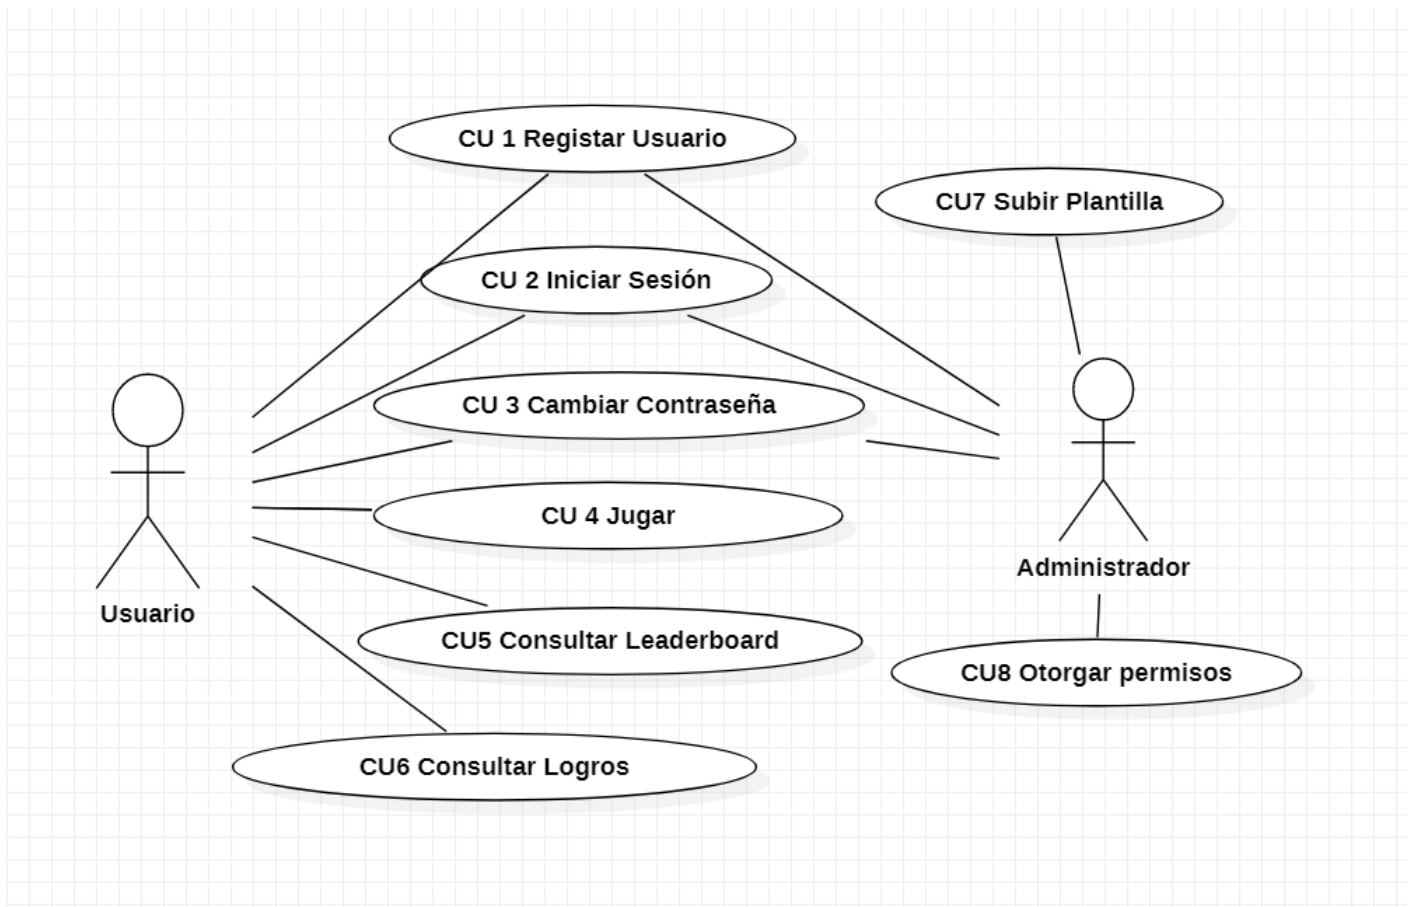 CU 1 Registar Usuario
CU7 Subir Plantilla
CU 2 Iniciar Sesión
CU 3 Cambiar Contraseña
CU 4 Jugar
Administrador
Usuario
CU5 Consultar Leaderboard
CU8 Otorgar permisos
CU6 Consultar Logros